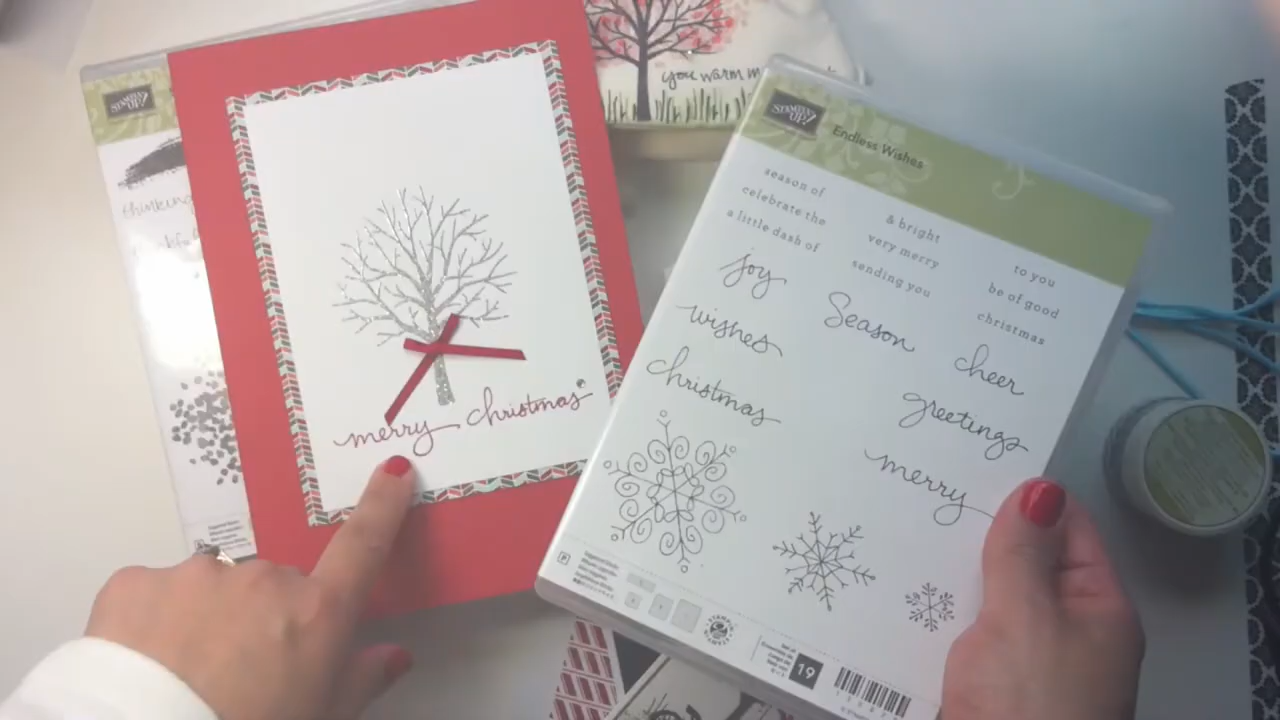 STAMPIN' UP!
thinking
merry christmas
you warm m
STAMPIN' UP!
Endless Wishes
season of
celebrate the
a little dash of
& bright
very merry
sending you
to you
be of good
christmas
joy
wishes
christmas
Season
cheer
greetings
merry
19